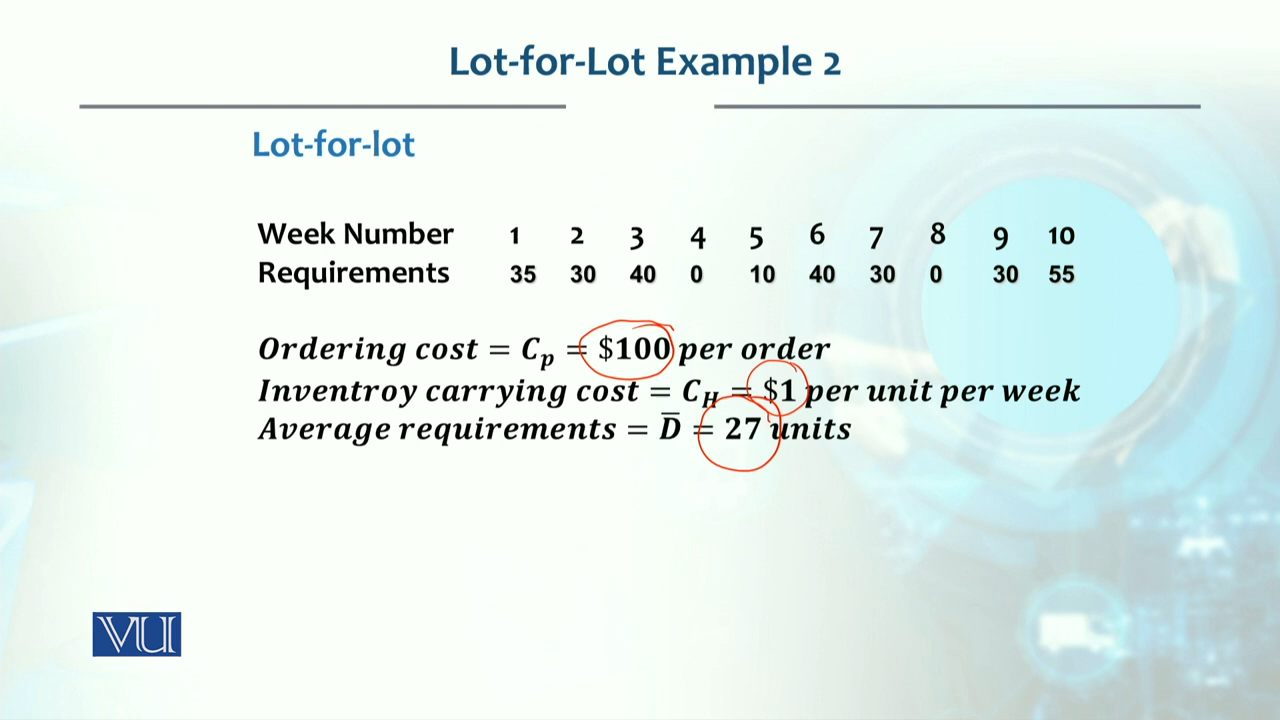 Lot-for-Lot Example 2
Lot-for-lot
Week Number 1 2 3 4 5 6 7 8 9 10
Requirements 35 30 40 0 10 40 30 0 30 55
Ordering cost = Cₚ = $100 per order
Inventroy carrying cost = C_H = $1 per unit per week
Average requirements = D̅ = 27 units
VU